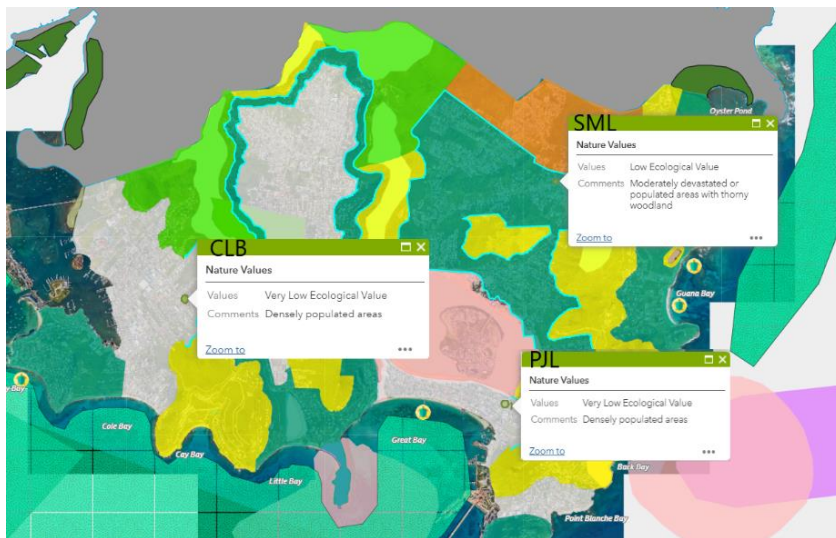 Oyster Pond
SML
Nature Values
Values Low Ecological Value
Comments Moderately devastated or
populated areas with thorny
woodland
Zoom to
CLB
Nature Values
Values Very Low Ecological Value
Comments Densely populated areas
Zoom to
Guana Bay
PJL
Nature Values
Values Very Low Ecological Value
Comments Densely populated areas
Zoom to
y Bay
Cole Bay
Great Bay
Cay Bay
Little Bay
Back Bay
Point Blanche Bay